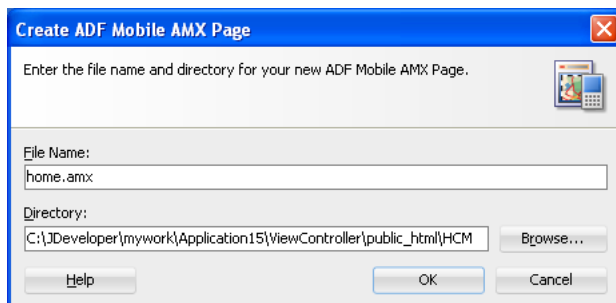 Create ADF Mobile AMX Page
Enter the file name and directory for your new ADF Mobile AMX Page.
File Name:
home.amx
Directory:
C:\JDeveloper\mywork\Application15\ViewController\public_html\HCM
Browse...
Help
OK
Cancel